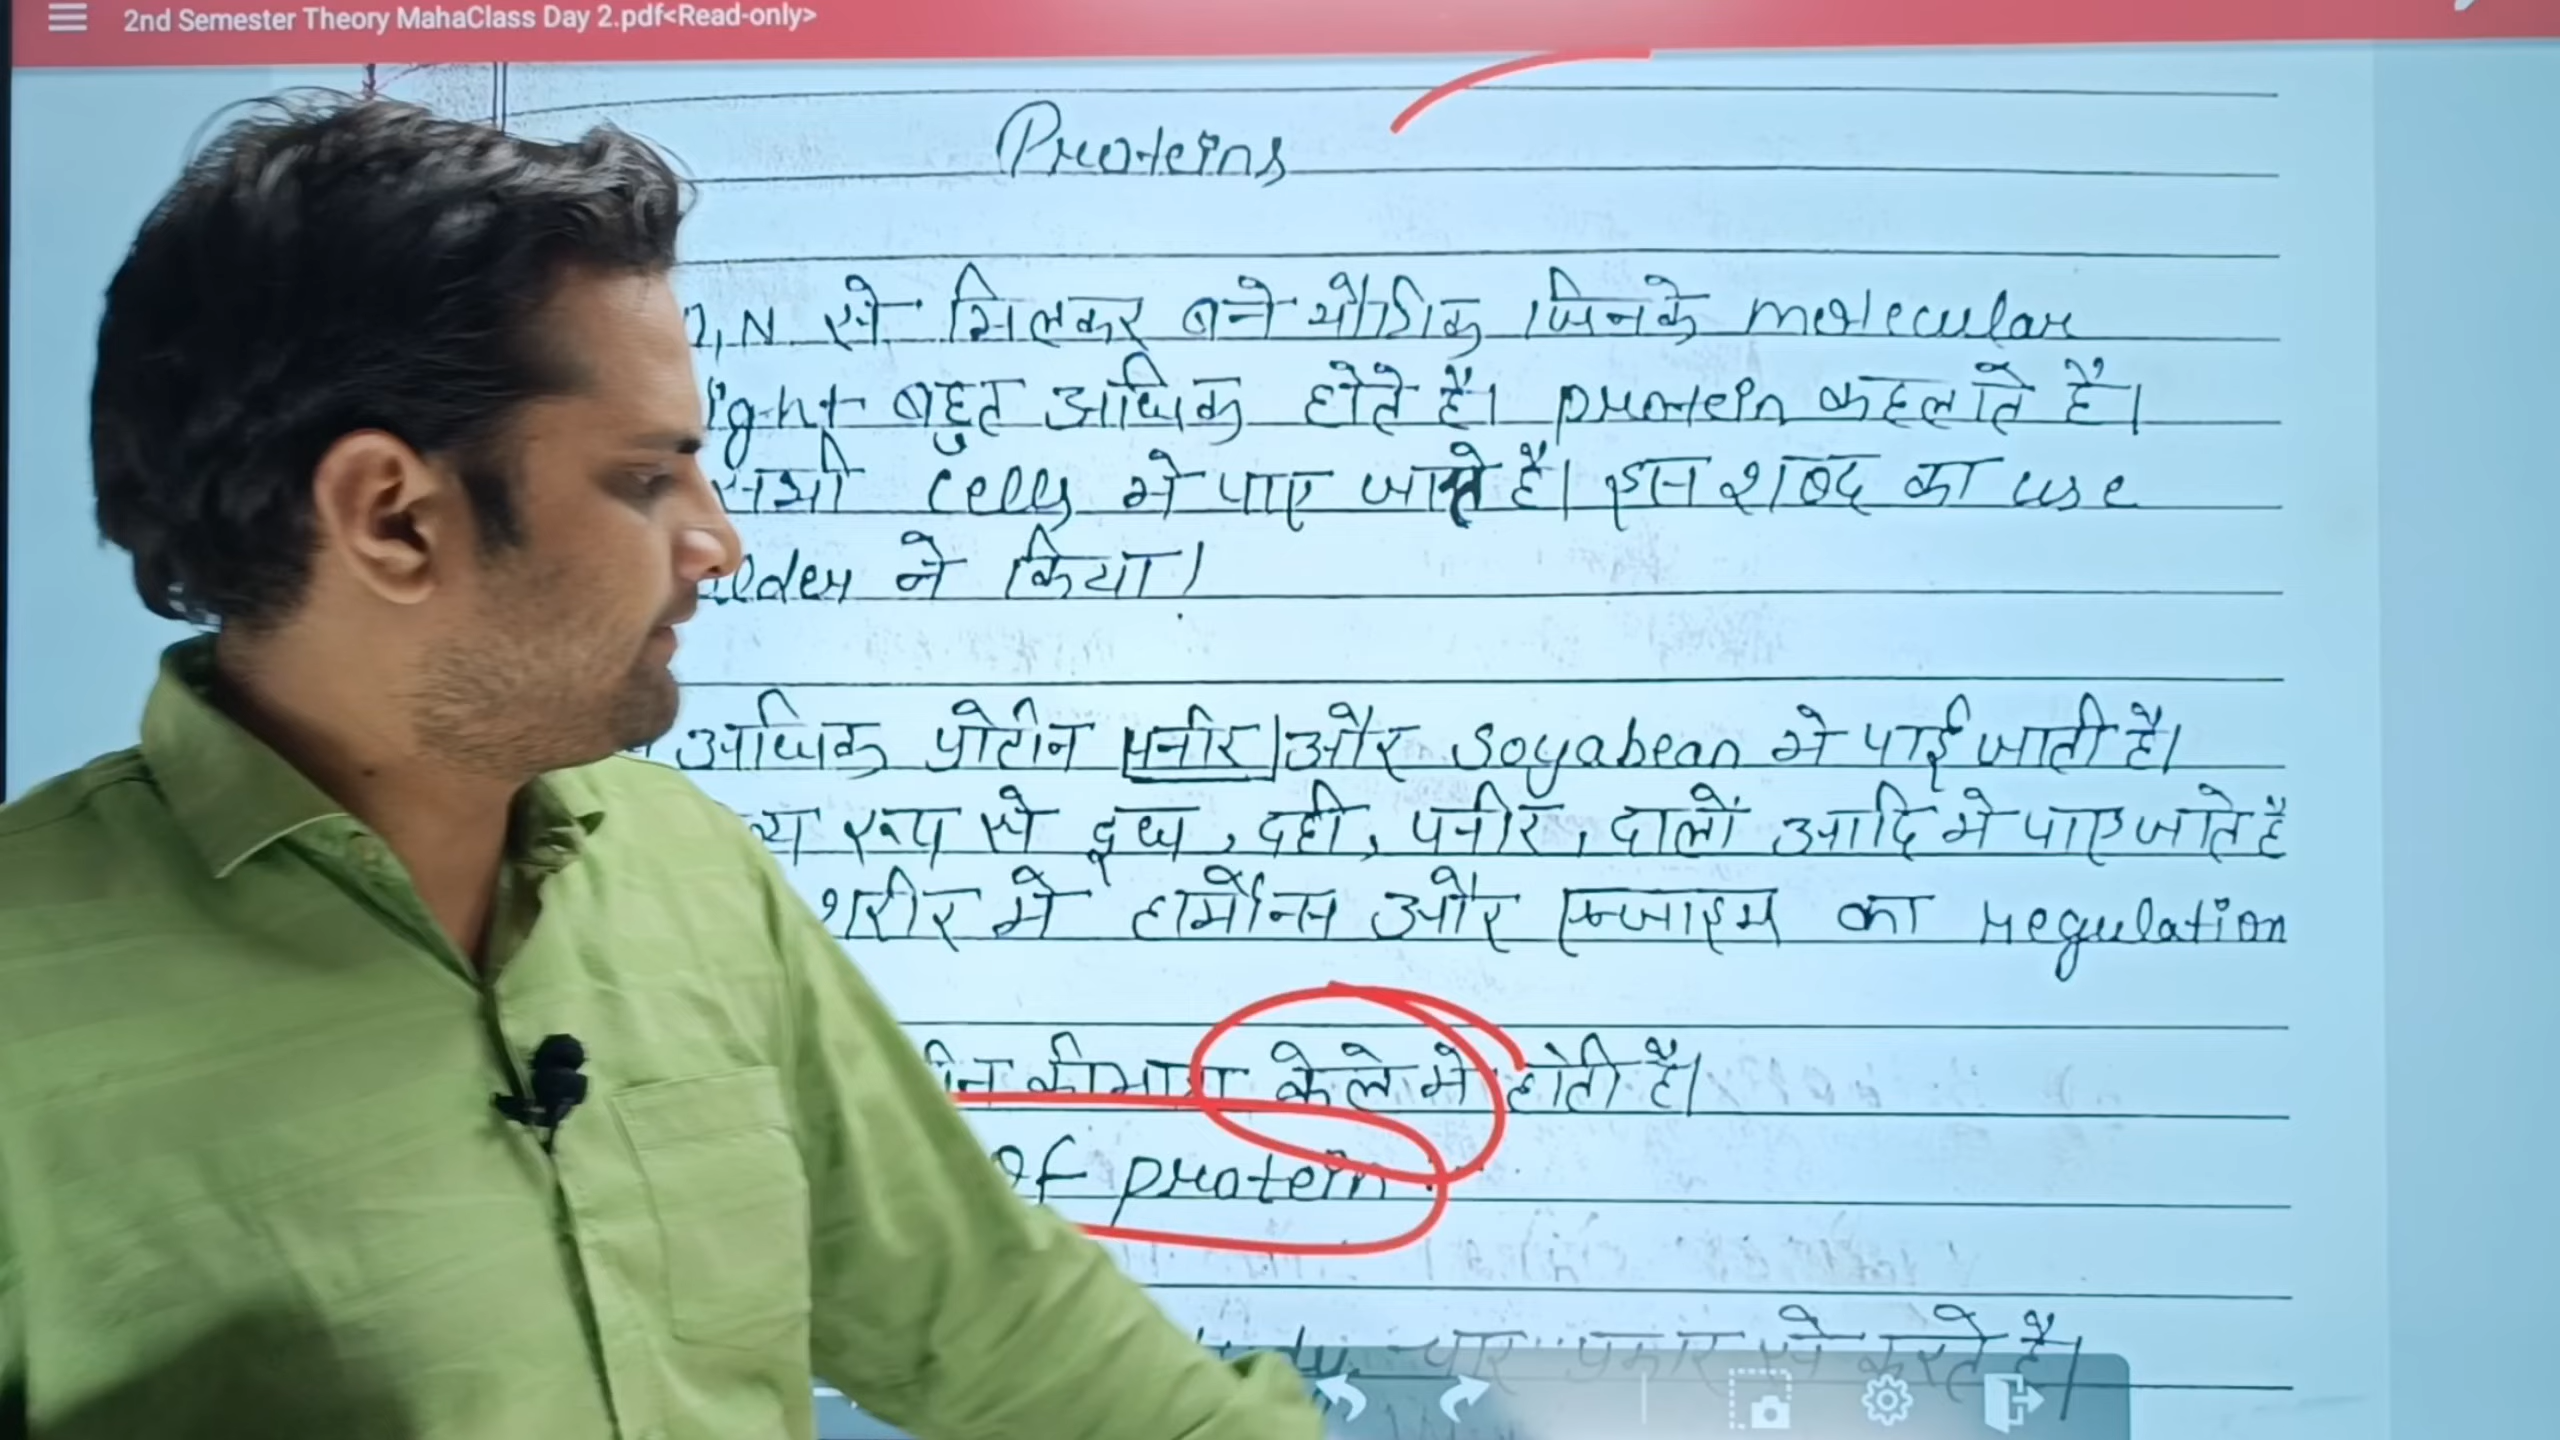 2nd Semester Theory MahaClass Day 2.pdf<Read-only>
Proteins
N से मिलकर बने यौगिक जिनके molecular
बहुत अधिक होते हैं। protein कहलाते हैं।
सभी cells में पाए जाते हैं। इस शब्द का use
ने किया।
अधिक प्रोटीन पनीर और soyabean मे पाई जाती है।
रूप से दूध, दही, पनीर, दालों आदि मे पाए जाते है
शरीर मे हार्मोन्स और एन्जाइम का regulation
की मात्रा केले मे होती है।
of protein :
चार प्रकार से करते हैं।